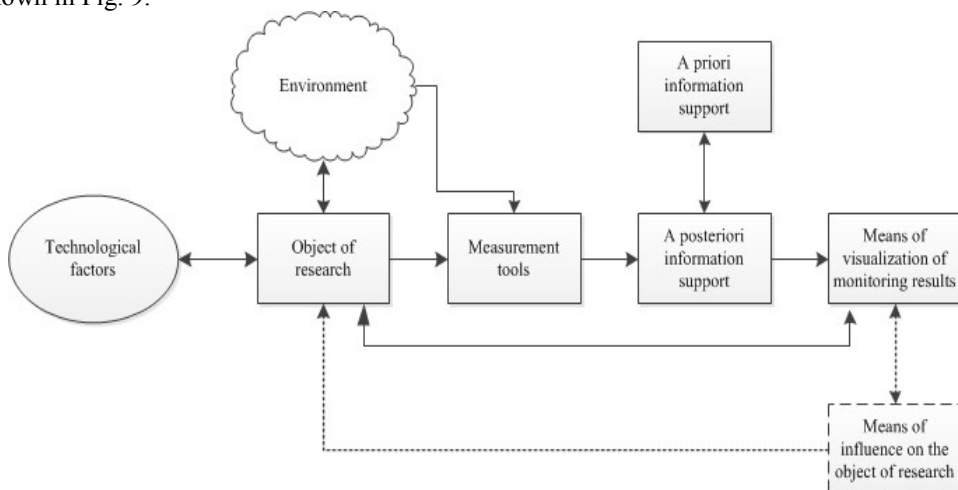 own in Fig. 9.
Environment
A priori
information
support
Technological
factors
Object of
research
Measurement
tools
A posteriori
information
support
Means of
visualization of
monitoring results
Means of
influence on the
object of research